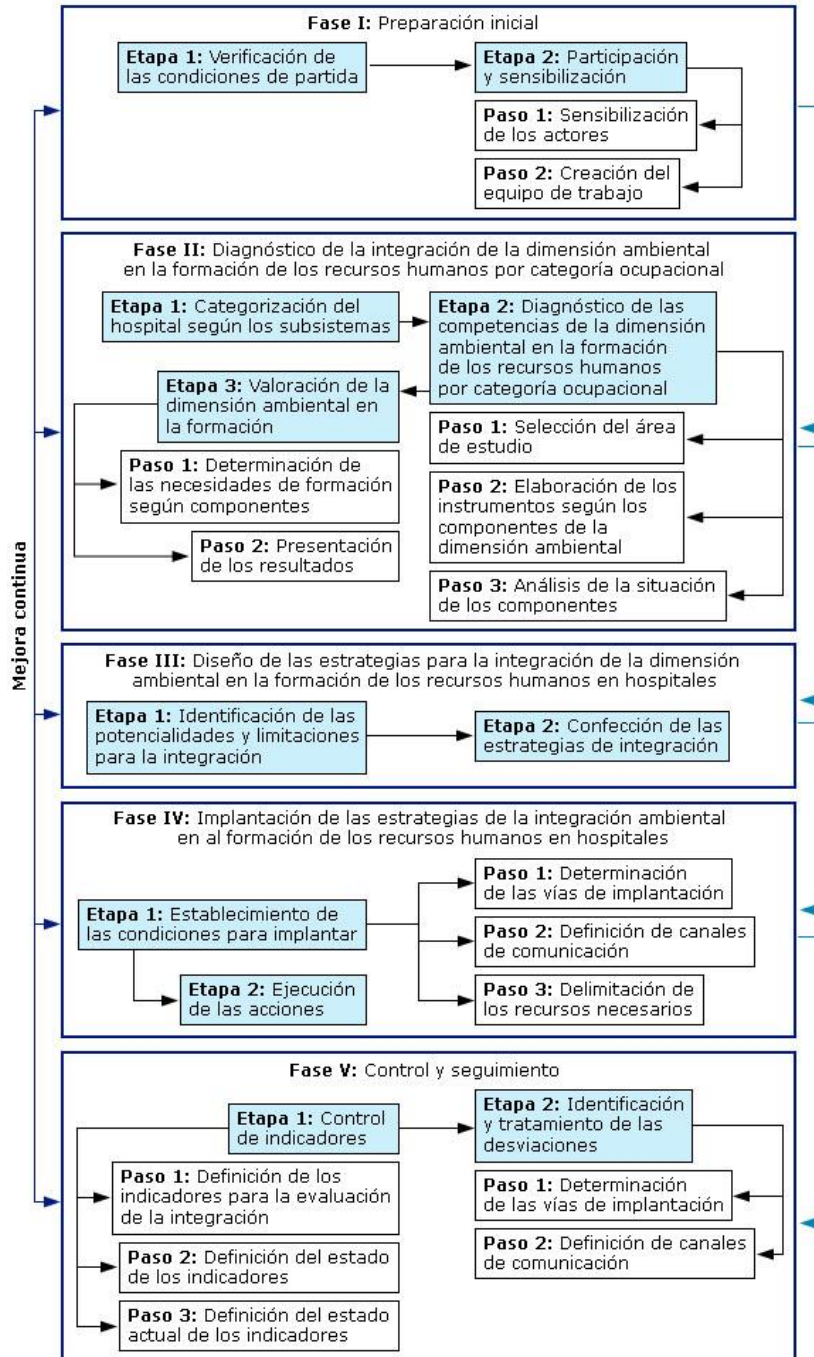 Fase I: Preparación inicial
Etapa 1: Verificación de
las condiciones de partida
Etapa 2: Participación
y sensibilización
Paso 1: Sensibilización
de los actores
Paso 2: Creación del
equipo de trabajo
Fase II: Diagnóstico de la integración de la dimensión ambiental
en la formación de los recursos humanos por categoría ocupacional
Etapa 1: Categorización del
hospital según los subsistemas
Etapa 2: Diagnóstico de las
competencias de la dimensión
ambiental en la formación
de los recursos humanos
por categoría ocupacional
Etapa 3: Valoración de la
dimensión ambiental en
la formación
Paso 1: Determinación de
las necesidades de formación
según componentes
Paso 2: Presentación
de los resultados
Paso 1: Selección del área
de estudio
Paso 2: Elaboración de los
instrumentos según los
componentes de la
dimensión ambiental
Paso 3: Análisis de la situación
de los componentes
Mejora continua
Fase III: Diseño de las estrategias para la integración de la dimensión
ambiental en la formación de los recursos humanos en hospitales
Etapa 1: Identificación de las
potencialidades y limitaciones
para la integración
Etapa 2: Confección de las
estrategias de integración
Fase IV: Implantación de las estrategias de la integración ambiental
en al formación de los recursos humanos en hospitales
Etapa 1: Establecimiento de
las condiciones para implantar
Etapa 2: Ejecución
de las acciones
Paso 1: Determinación
de las vías de implantación
Paso 2: Definición de canales
de comunicación
Paso 3: Delimitación de
los recursos necesarios
Fase V: Control y seguimiento
Etapa 1: Control
de indicadores
Etapa 2: Identificación
y tratamiento de las
desviaciones
Paso 1: Definición de los
indicadores para la evaluación
de la integración
Paso 2: Definición del estado
de los indicadores
Paso 3: Definición del estado
actual de los indicadores
Paso 1: Determinación
de las vías de implantación
Paso 2: Definición de canales
de comunicación